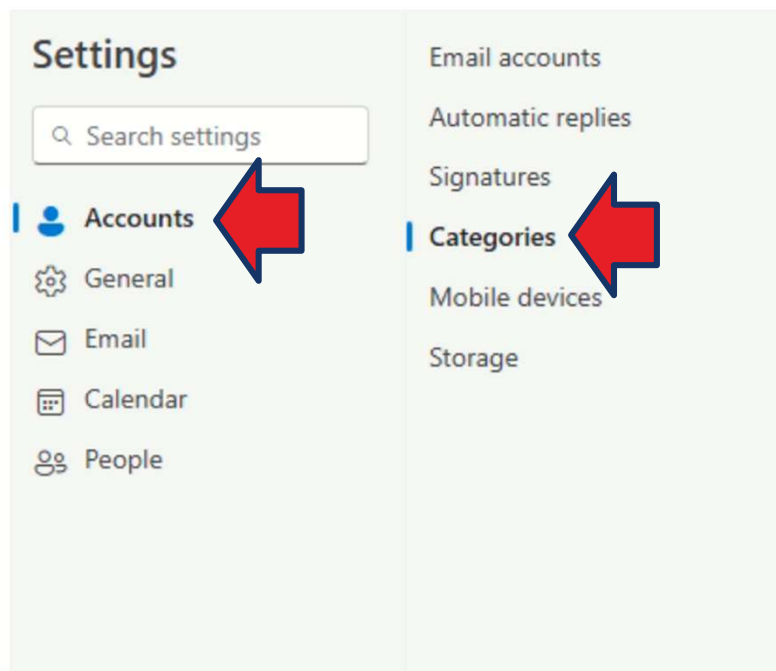 Settings
Search settings
Accounts
General
Email
Calendar
People
Email accounts
Automatic replies
Signatures
Categories
Mobile devices
Storage